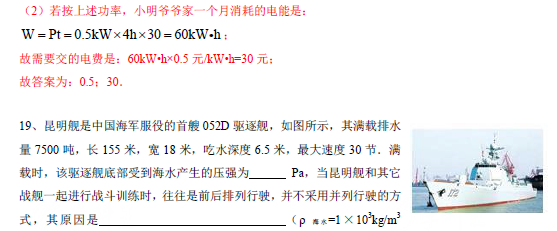 （2）若按上述功率，小明爷爷家一个月消耗的电能是：
W=Pt=0.5kW×4h×30=60kW•h；
故需要交的电费是：60kW•h×0.5 元/kW•h=30 元；
故答案为：0.5；30．
19、昆明舰是中国海军服役的首艘 052D 驱逐舰，如图所示，其满载排水
量 7500 吨，长 155 米，宽 18 米，吃水深度 6.5 米，最大速度 30 节．满
载时，该驱逐舰底部受到海水产生的压强为______ Pa，当昆明舰和其它
战舰一起进行战斗训练时，往往是前后排列行驶，并不采用并列行驶的方
式，其原因是______________________（ρ 海水=1×10³kg/m³
172